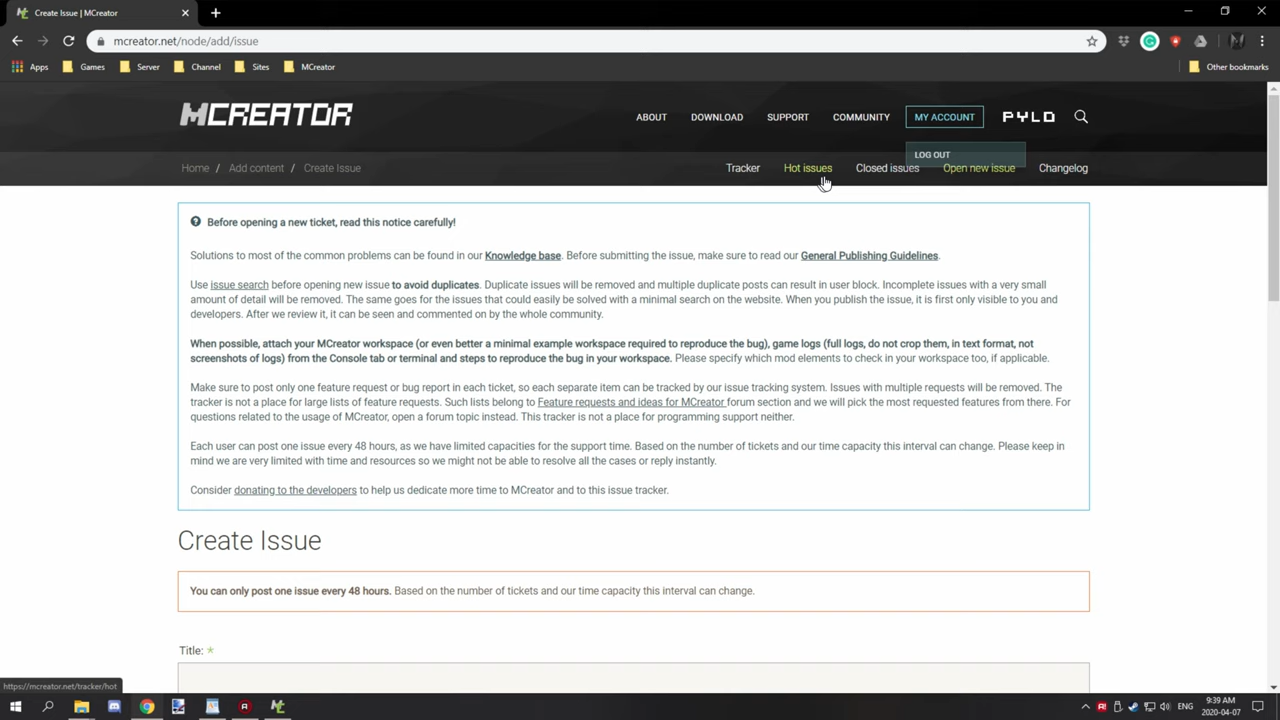 Create Issue | MCreator
mcreator.net/node/add/issue
Apps Games Server Channel Sites MCreator Other bookmarks
MCREATOR ABOUT DOWNLOAD SUPPORT COMMUNITY MY ACCOUNT PYLO
LOG OUT
Home / Add content / Create Issue Tracker Hot issues Closed issues Open new issue Changelog
Before opening a new ticket, read this notice carefully!
Solutions to most of the common problems can be found in our Knowledge base. Before submitting the issue, make sure to read our General Publishing Guidelines.
Use issue search before opening new issue to avoid duplicates. Duplicate issues will be removed and multiple duplicate posts can result in user block. Incomplete issues with a very small
amount of detail will be removed. The same goes for the issues that could easily be solved with a minimal search on the website. When you publish the issue, it is first only visible to you and
developers. After we review it, it can be seen and commented on by the whole community.
When possible, attach your MCreator workspace (or even better a minimal example workspace required to reproduce the bug), game logs (full logs, do not crop them, in text format, not
screenshots of logs) from the Console tab or terminal and steps to reproduce the bug in your workspace. Please specify which mod elements to check in your workspace too, if applicable.
Make sure to post only one feature request or bug report in each ticket, so each separate item can be tracked by our issue tracking system. Issues with multiple requests will be removed. The
tracker is not a place for large lists of feature requests. Such lists belong to Feature requests and ideas for MCreator forum section and we will pick the most requested features from there. For
questions related to the usage of MCreator, open a forum topic instead. This tracker is not a place for programming support neither.
Each user can post one issue every 48 hours, as we have limited capacities for the support time. Based on the number of tickets and our time capacity this interval can change. Please keep in
mind we are very limited with time and resources so we might not be able to resolve all the cases or reply instantly.
Consider donating to the developers to help us dedicate more time to MCreator and to this issue tracker.
Create Issue
You can only post one issue every 48 hours. Based on the number of tickets and our time capacity this interval can change.
Title: *
https://mcreator.net/tracker/hot
ENG 9:39 AM
2020-04-07